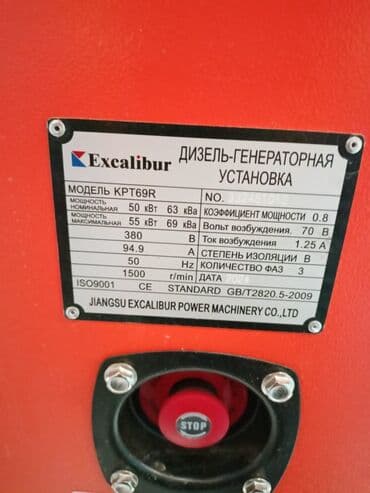 Excalibur ДИЗЕЛЬ-ГЕНЕРАТОРНАЯ
УСТАНОВКА
МОДЕЛЬ KPT69R NO.
МОЩНОСТЬ НОМИНАЛЬНАЯ 50 кВт 63 кВа КОЭФФИЦИЕНТ МОЩНОСТИ 0.8
МОЩНОСТЬ МАКСИМАЛЬНАЯ 55 кВт 69 кВа Вольт возбуждения. 70 В
380 В Ток возбуждения. 1.25 А
94.9 А СТЕПЕНЬ ИЗОЛЯЦИИ В
50 Hz КОЛИЧЕСТВО ФАЗ 3
1500 r/min ДАТА
ISO9001 CE STANDARD GB/T2820.5-2009
JIANGSU EXCALIBUR POWER MACHINERY CO.,LTD
STOP